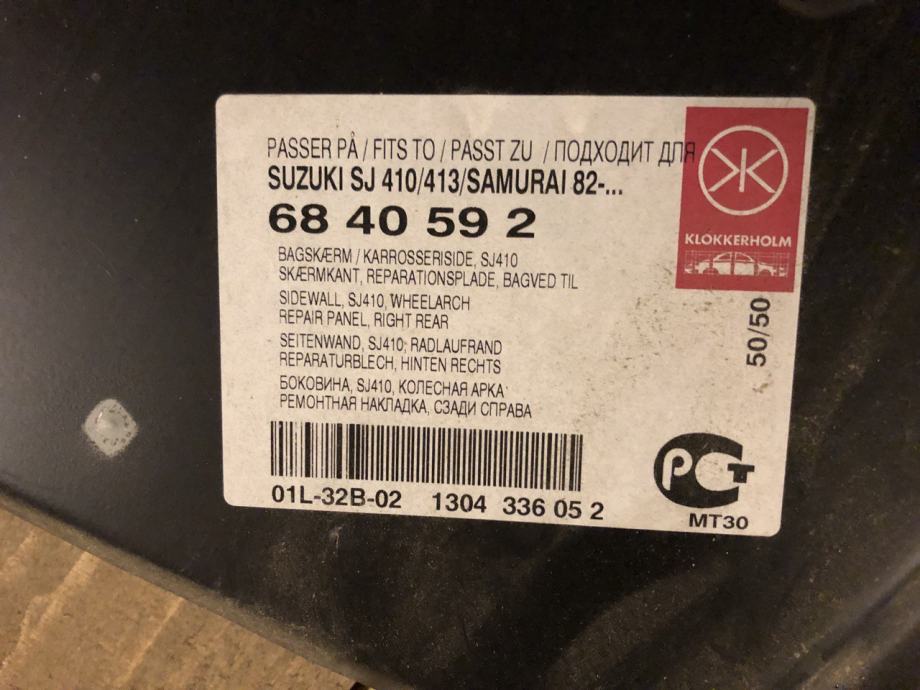 PASSER PÅ / FITS TO / PASST ZU / ПОДХОДИТ ДЛЯ
SUZUKI SJ 410/413/SAMURAI 82-...
68 40 59 2
KLOKKERHOLM
BAGSKÆRM / KARROSSERISIDE, SJ410
SKÆRMKANT, REPARATIONSPLADE, BAGVED TIL
SIDEWALL, SJ410, WHEELARCH
REPAIR PANEL, RIGHT REAR
SEITENWAND, SJ410, RADLAUFRAND
REPARATURBLECH, HINTEN RECHTS
БОКОВИНА, SJ410, КОЛЕСНАЯ АРКА
РЕМОНТНАЯ НАКЛАДКА, СЗАДИ СПРАВА
50/50
01L-32B-02 1304 336 05 2
РСТ
МТ30